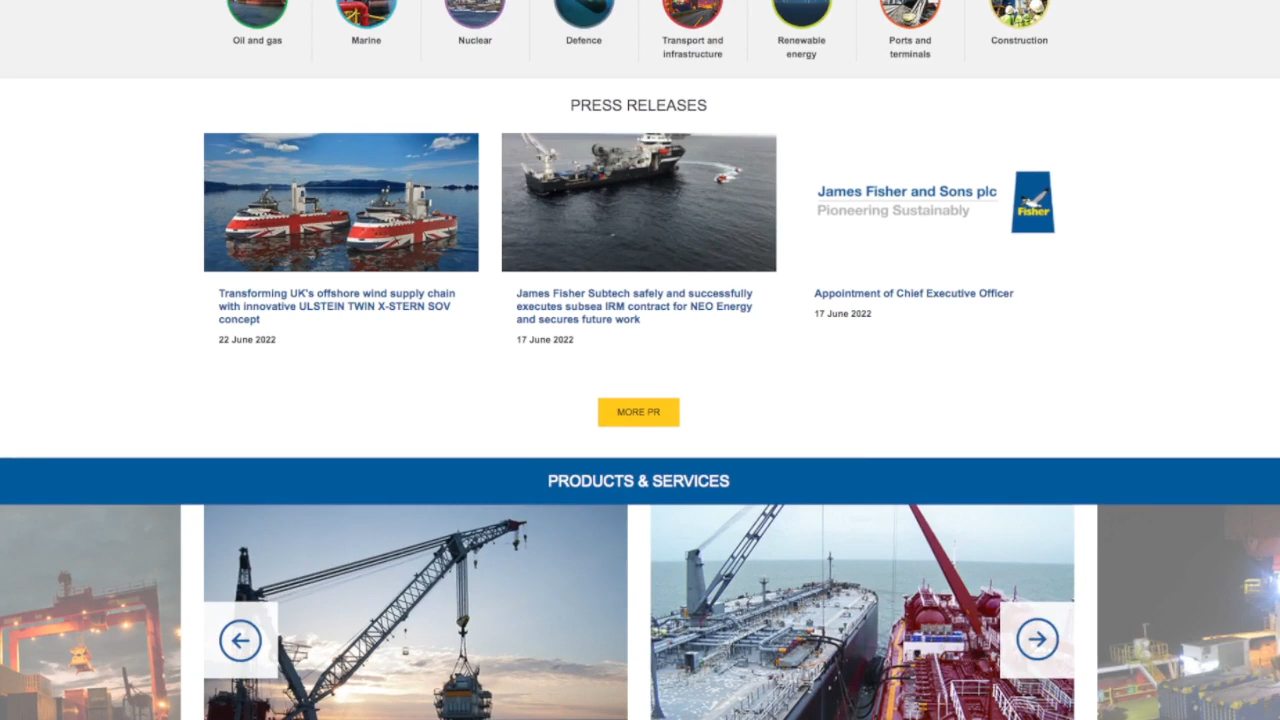 Oil and gas
Marine
Nuclear
Defence
Transport and
infrastructure
Renewable
energy
Ports and
terminals
Construction
PRESS RELEASES
James Fisher and Sons plc
Pioneering Sustainably
Fisher
Transforming UK's offshore wind supply chain
with innovative ULSTEIN TWIN X-STERN SOV
concept
22 June 2022
James Fisher Subtech safely and successfully
executes subsea IRM contract for NEO Energy
and secures future work
17 June 2022
Appointment of Chief Executive Officer
17 June 2022
MORE PR
PRODUCTS & SERVICES